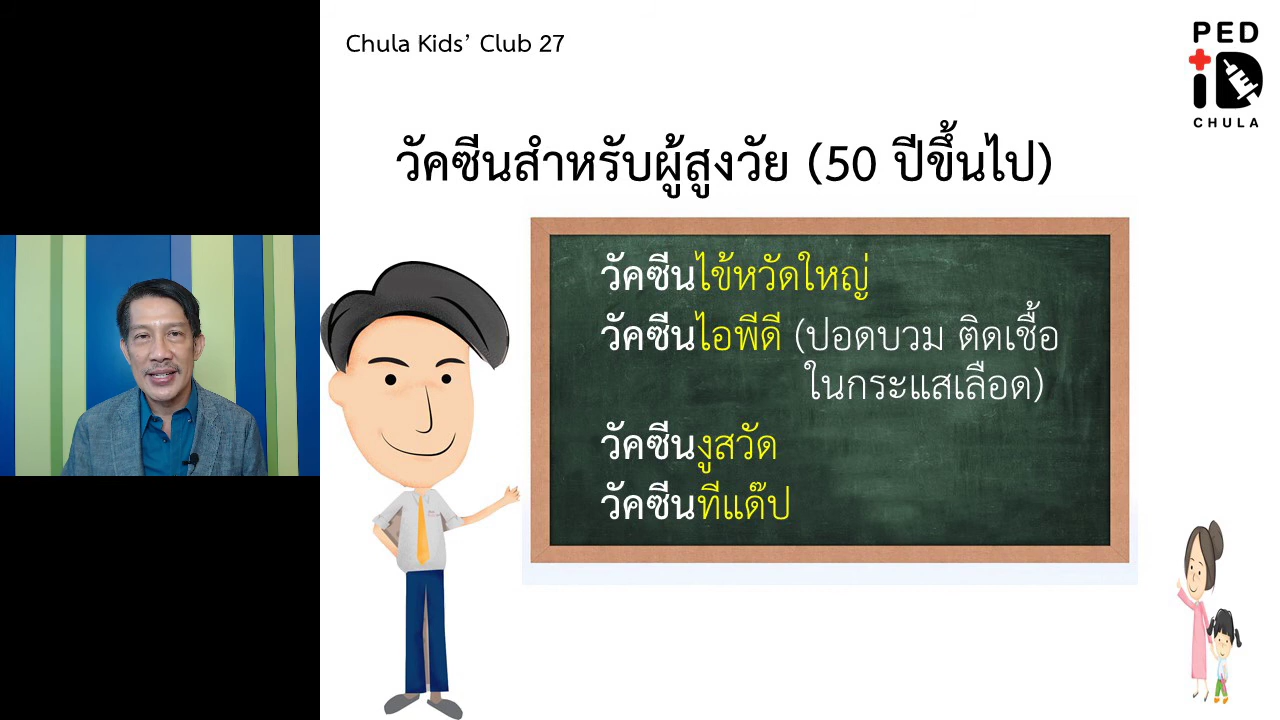 Chula Kids’ Club 27
PED
iD
CHULA
วัคซีนสำหรับผู้สูงวัย (50 ปีขึ้นไป)
วัคซีนไข้หวัดใหญ่
วัคซีนไอพีดี (ปอดบวม ติดเชื้อ
ในกระแสเลือด)
วัคซีนงูสวัด
วัคซีนทีแด๊ป